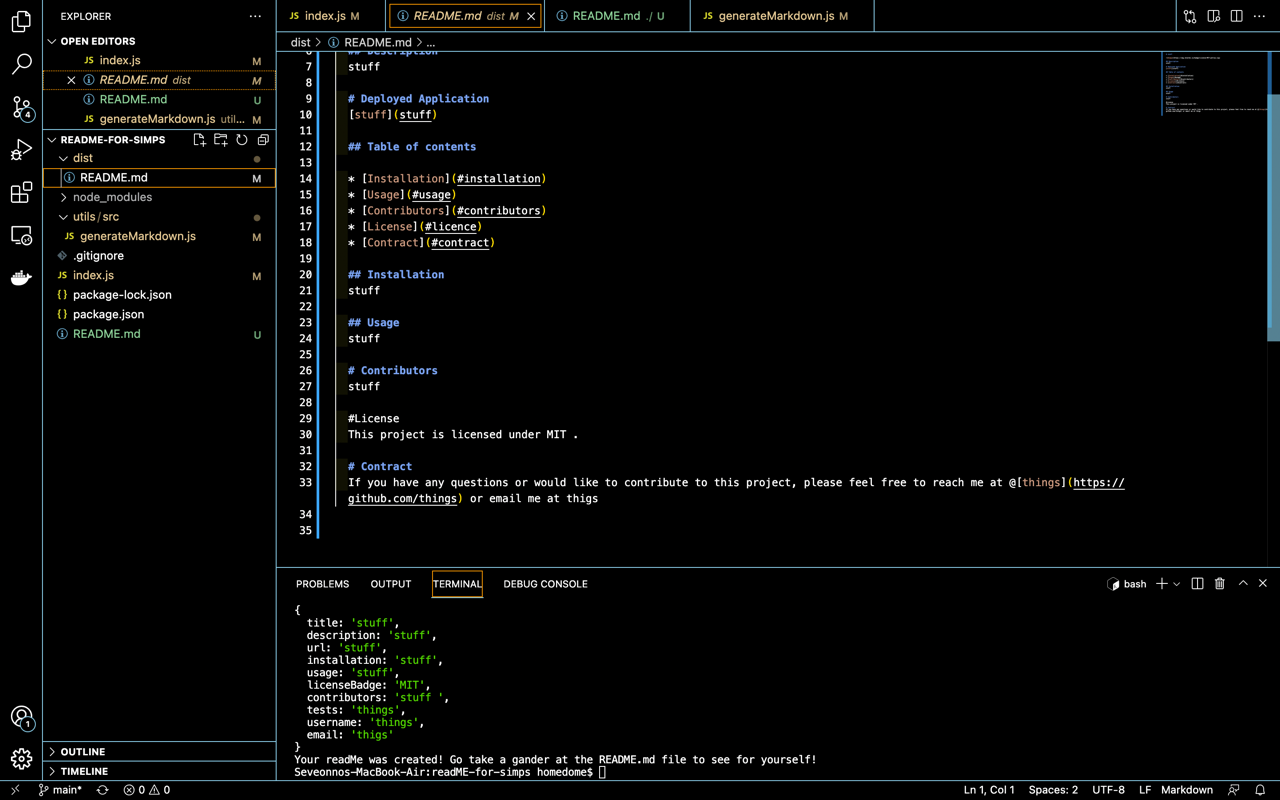 EXPLORER ···
JS index.js M
README.md dist M
README.md ./ U
JS generateMarkdown.js M
OPEN EDITORS
JS index.js M
README.md dist M
README.md U
JS generateMarkdown.js util... M
README-FOR-SIMPS
dist
README.md M
node_modules
utils/src
JS generateMarkdown.js M
.gitignore
JS index.js M
{} package-lock.json
{} package.json
README.md U
OUTLINE
TIMELINE
4
1
dist > README.md > ...
6 ## Description
7 stuff
8
9 # Deployed Application
10 [stuff](stuff)
11
12 ## Table of contents
13
14 * [Installation](#installation)
15 * [Usage](#usage)
16 * [Contributors](#contributors)
17 * [License](#licence)
18 * [Contract](#contract)
19
20 ## Installation
21 stuff
22
23 ## Usage
24 stuff
25
26 # Contributors
27 stuff
28
29 #License
30 This project is licensed under MIT .
31
32 # Contract
33 If you have any questions or would like to contribute to this project, please feel free to reach me at @[things](https://
github.com/things) or email me at thigs
34
35
PROBLEMS OUTPUT TERMINAL DEBUG CONSOLE
bash
{
title: 'stuff',
description: 'stuff',
url: 'stuff',
installation: 'stuff',
usage: 'stuff',
licenseBadge: 'MIT',
contributors: 'stuff ',
tests: 'things',
username: 'things',
email: 'thigs'
}
Your readMe was created! Go take a gander at the README.md file to see for yourself!
Seveonnos-MacBook-Air:readME-for-simps homedome$
main* 0 0
Ln 1, Col 1 Spaces: 2 UTF-8 LF Markdown